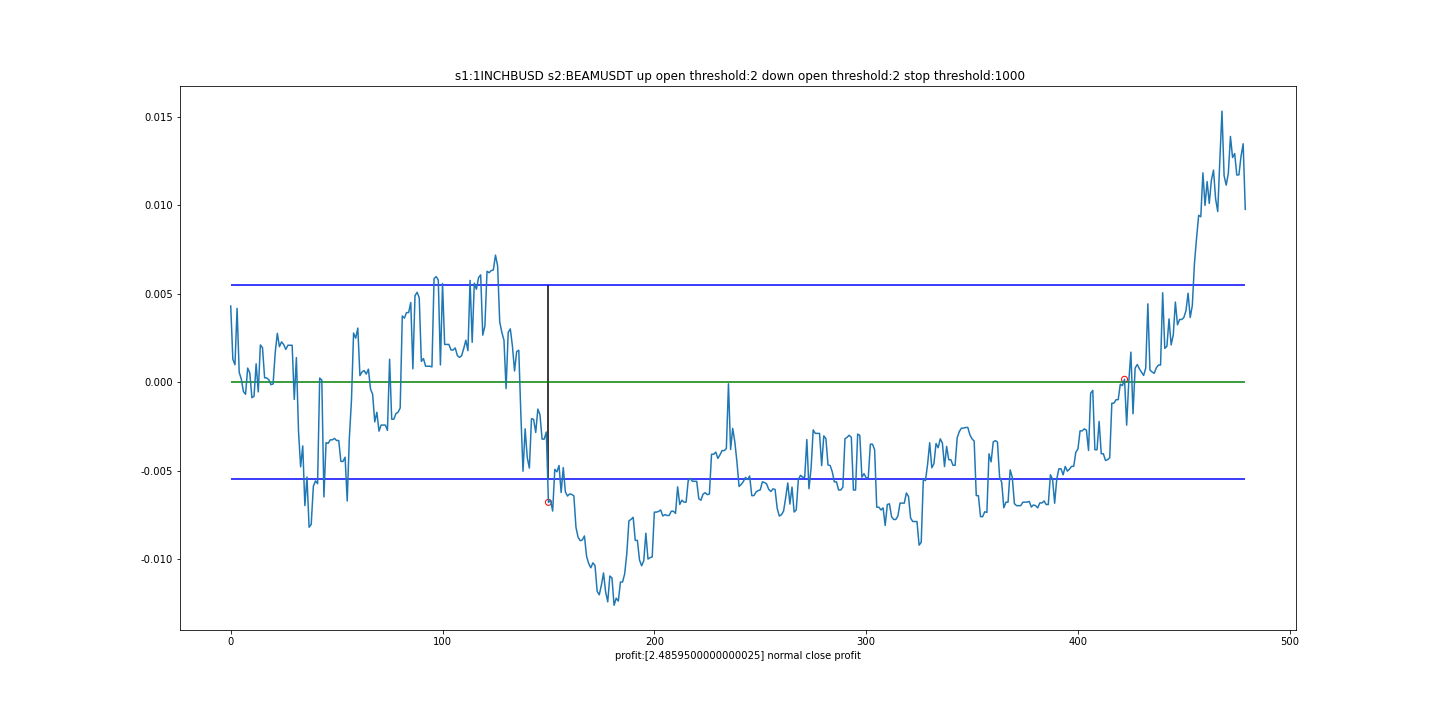 s1:1INCHBUSD s2:BEAMUSDT up open threshold:2 down open threshold:2 stop threshold:1000
0.015
0.010
0.005
0.000
-0.005
-0.010
0 100 200 300 400 500
profit:[2.4859500000000025] normal close profit